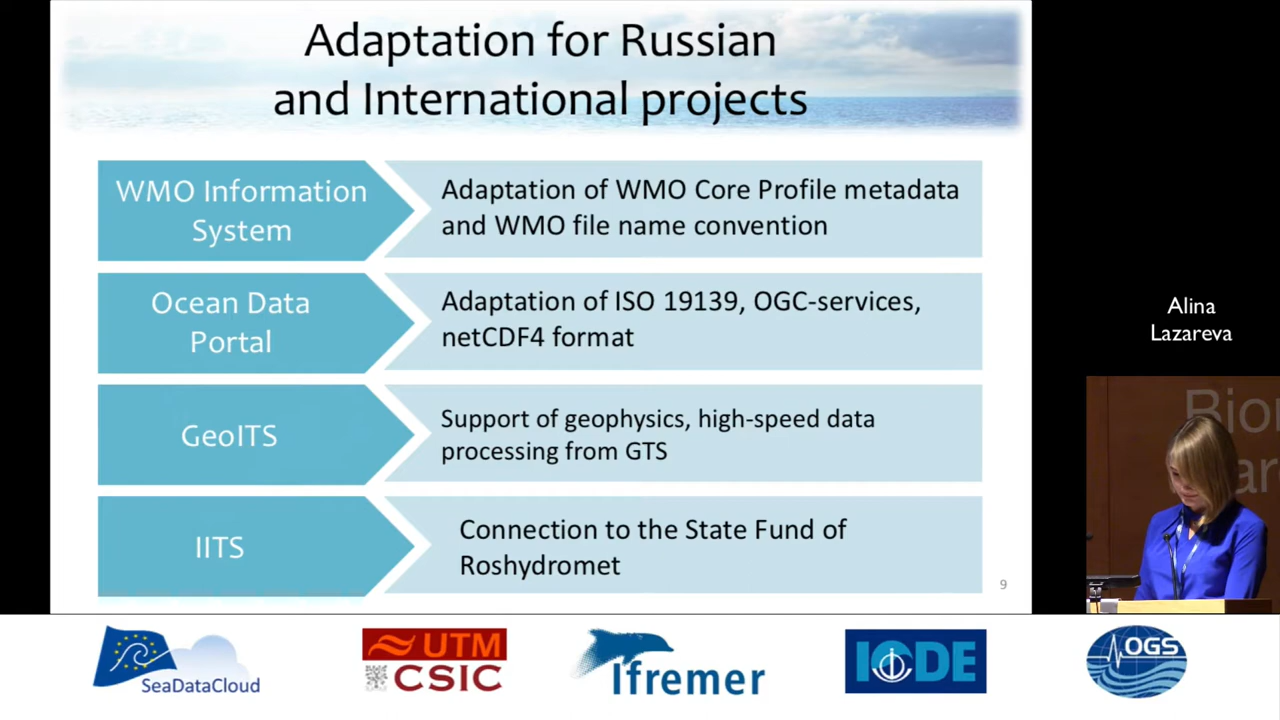 Adaptation for Russian
and International projects
WMO Information
System
Adaptation of WMO Core Profile metadata
and WMO file name convention
Ocean Data
Portal
Adaptation of ISO 19139, OGC-services,
netCDF4 format
GeoITS
Support of geophysics, high-speed data
processing from GTS
IITS
Connection to the State Fund of
Roshydromet
9
Alina
Lazareva
SeaDataCloud
UTM
CSIC
Ifremer
IODE
OGS